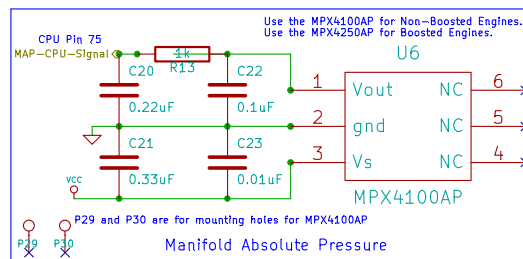 Use the MPX4100AP for Non-Boosted Engines.
Use the MPX4250AP for Boosted Engines.
CPU Pin 75
MAP-CPU-Signal
1k
R13
U6
C20
0.22uF
C22
0.1uF
1 Vout NC 6
2 gnd NC 5
3 Vs NC 4
C21
0.33uF
C23
0.01uF
VCC
MPX4100AP
P29 and P30 are for mounting holes for MPX4100AP
P29
P30
Manifold Absolute Pressure